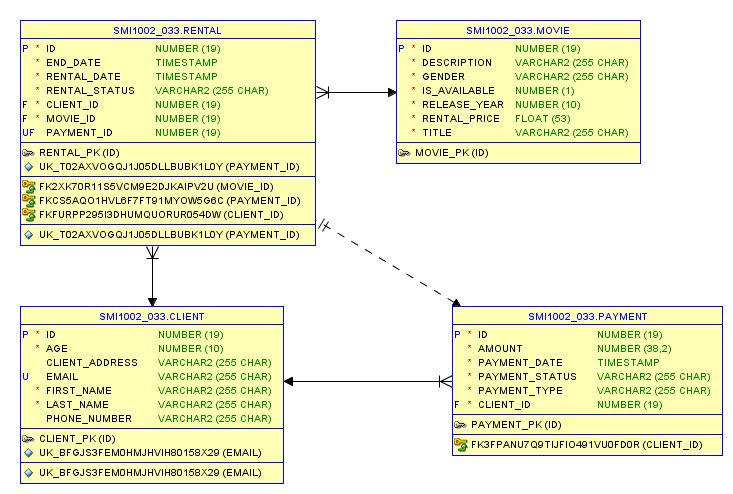 SMI1002_033.RENTAL
P * ID NUMBER (19)
* END_DATE TIMESTAMP
* RENTAL_DATE TIMESTAMP
* RENTAL_STATUS VARCHAR2 (255 CHAR)
F * CLIENT_ID NUMBER (19)
F * MOVIE_ID NUMBER (19)
UF PAYMENT_ID NUMBER (19)
RENTAL_PK (ID)
UK_T02AXVOGQJ1J05DLLBUBK1L0Y (PAYMENT_ID)
FK2XK70R11S5VCM9E2DJKAIPV2U (MOVIE_ID)
FKCS5AQO1HVL6F7FT91MYOW5G6C (PAYMENT_ID)
FKFURPP295I3DHUMQUORUR054DW (CLIENT_ID)
UK_T02AXVOGQJ1J05DLLBUBK1L0Y (PAYMENT_ID)
SMI1002_033.MOVIE
P * ID NUMBER (19)
* DESCRIPTION VARCHAR2 (255 CHAR)
* GENDER VARCHAR2 (255 CHAR)
* IS_AVAILABLE NUMBER (1)
* RELEASE_YEAR NUMBER (10)
* RENTAL_PRICE FLOAT (53)
* TITLE VARCHAR2 (255 CHAR)
MOVIE_PK (ID)
SMI1002_033.CLIENT
P * ID NUMBER (19)
* AGE NUMBER (10)
CLIENT_ADDRESS VARCHAR2 (255 CHAR)
U EMAIL VARCHAR2 (255 CHAR)
* FIRST_NAME VARCHAR2 (255 CHAR)
* LAST_NAME VARCHAR2 (255 CHAR)
PHONE_NUMBER VARCHAR2 (255 CHAR)
CLIENT_PK (ID)
UK_BFGJS3FEM0HMJHVIH80158X29 (EMAIL)
UK_BFGJS3FEM0HMJHVIH80158X29 (EMAIL)
SMI1002_033.PAYMENT
P * ID NUMBER (19)
* AMOUNT NUMBER (38,2)
* PAYMENT_DATE TIMESTAMP
* PAYMENT_STATUS VARCHAR2 (255 CHAR)
* PAYMENT_TYPE VARCHAR2 (255 CHAR)
F * CLIENT_ID NUMBER (19)
PAYMENT_PK (ID)
FK3FPANU7Q9TIJFIO491VU0FD0R (CLIENT_ID)